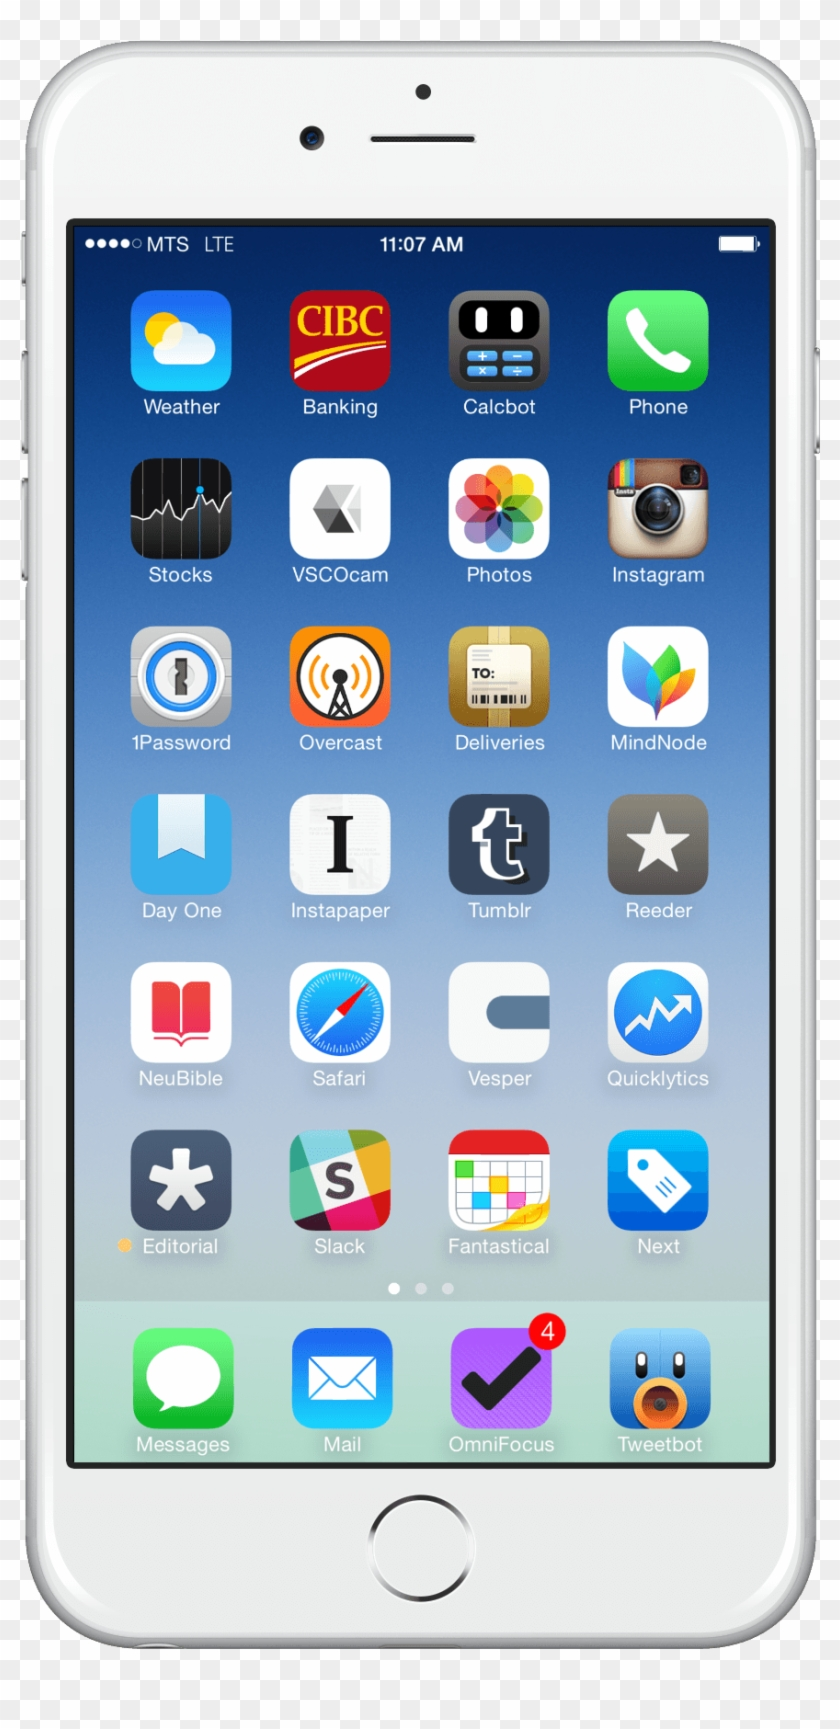 MTS LTE 11:07 AM
CIBC
Weather Banking Calcbot Phone
Insta
Stocks VSCOcam Photos Instagram
TO:
1Password Overcast Deliveries MindNode
I t
Day One Instapaper Tumblr Reeder
NeuBible Safari Vesper Quicklytics
S
Editorial Slack Fantastical Next
4
Messages Mail OmniFocus Tweetbot